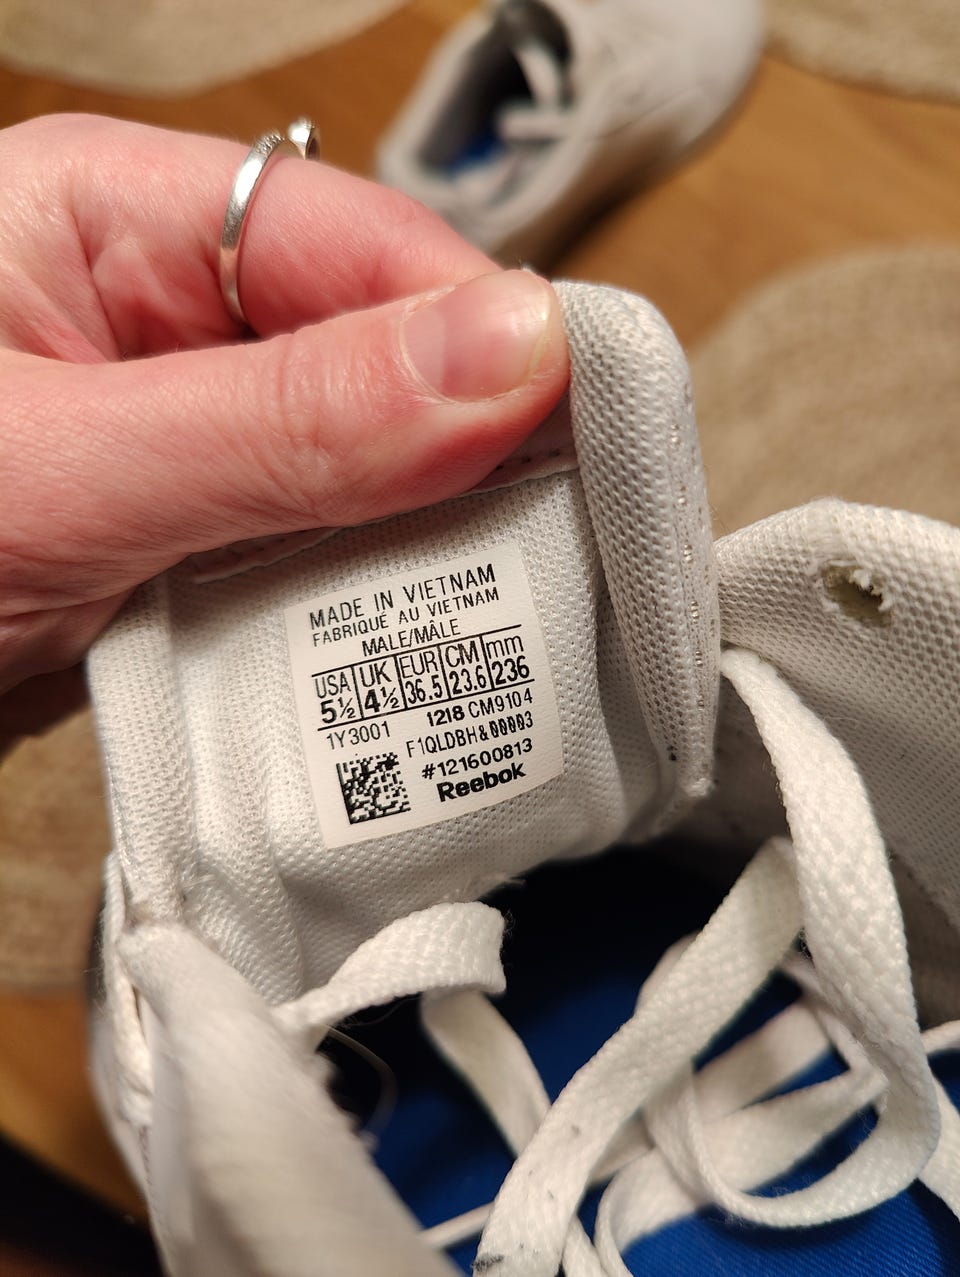 MADE IN VIETNAM
FABRIQUÉ AU VIETNAM
MALE/MÂLE
USA UK EUR CM mm
5½ 4½ 36.5 23.6 236
1Y3001 1218 CM9104
F1QLDBH&00003
#121600813
Reebok